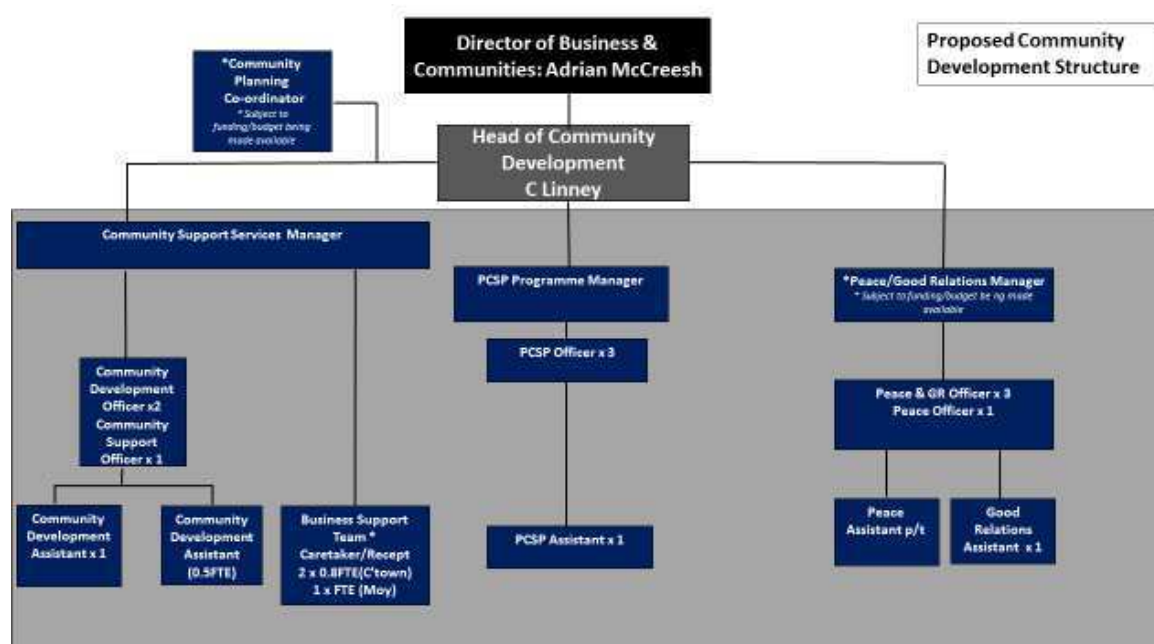 Director of Business &
Communities: Adrian McCreesh
Proposed Community
Development Structure
*Community
Planning
Co-ordinator
* Subject to
funding/budget being
made available
Head of Community
Development
C Linney
Community Support Services Manager
PCSP Programme Manager
*Peace/Good Relations Manager
* Subject to funding/budget be ng made
available
PCSP Officer x 3
Community
Development
Officer x2
Community
Support
Officer x 1
Peace & GR Officer x 3
Peace Officer x 1
Community
Development
Assistant x 1
Community
Development
Assistant
(0.5FTE)
Business Support
Team *
Caretaker/Recept
2 x 0.8FTE(C'town)
1 x FTE (Moy)
PCSP Assistant x 1
Peace
Assistant p/t
Good
Relations
Assistant x 1